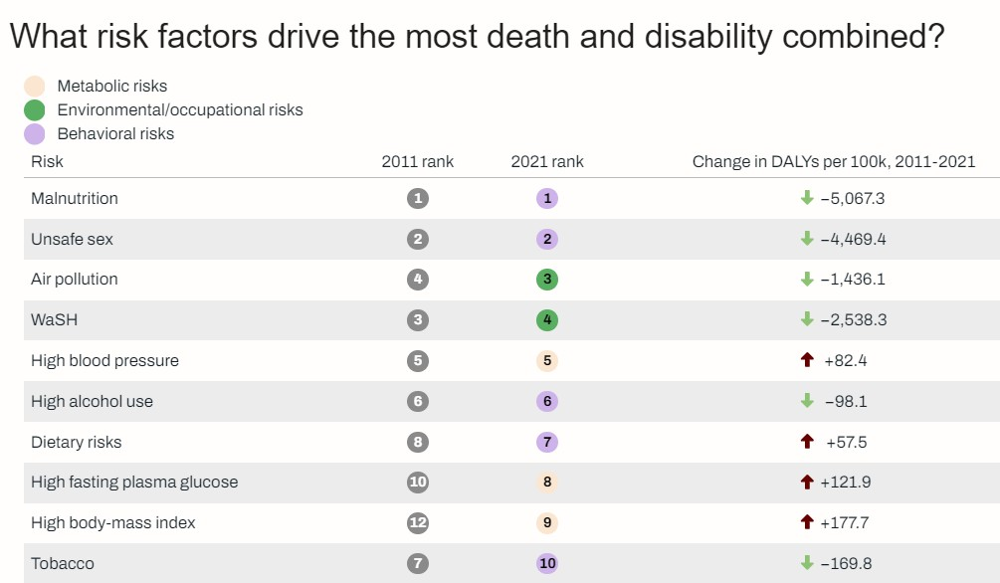 What risk factors drive the most death and disability combined?
Metabolic risks
Environmental/occupational risks
Behavioral risks
Risk 2011 rank 2021 rank Change in DALYs per 100k, 2011-2021
Malnutrition 1 1 −5,067.3
Unsafe sex 2 2 −4,469.4
Air pollution 4 3 −1,436.1
WaSH 3 4 −2,538.3
High blood pressure 5 5 +82.4
High alcohol use 6 6 −98.1
Dietary risks 8 7 +57.5
High fasting plasma glucose 10 8 +121.9
High body-mass index 12 9 +177.7
Tobacco 7 10 −169.8